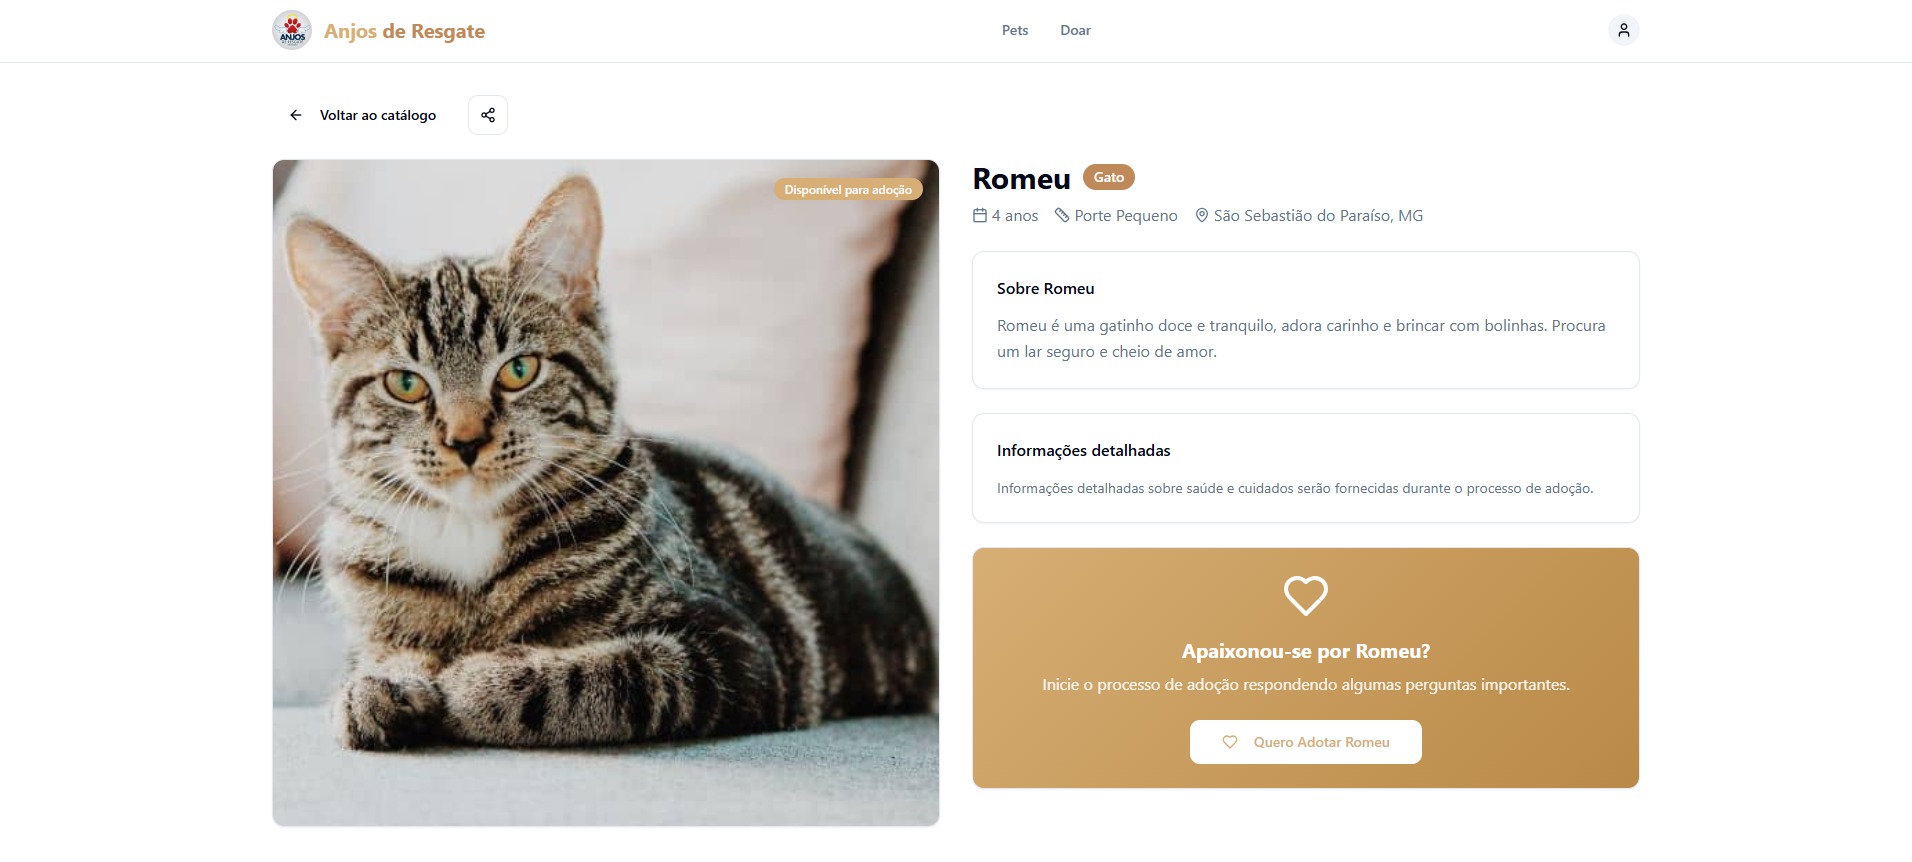 ANJOS
Anjos de Resgate
Pets
Doar
Voltar ao catálogo
Disponível para adoção
Romeu
Gato
4 anos
Porte Pequeno
São Sebastião do Paraíso, MG
Sobre Romeu
Romeu é uma gatinho doce e tranquilo, adora carinho e brincar com bolinhas. Procura
um lar seguro e cheio de amor.
Informações detalhadas
Informações detalhadas sobre saúde e cuidados serão fornecidas durante o processo de adoção.
Apaixonou-se por Romeu?
Inicie o processo de adoção respondendo algumas perguntas importantes.
Quero Adotar Romeu